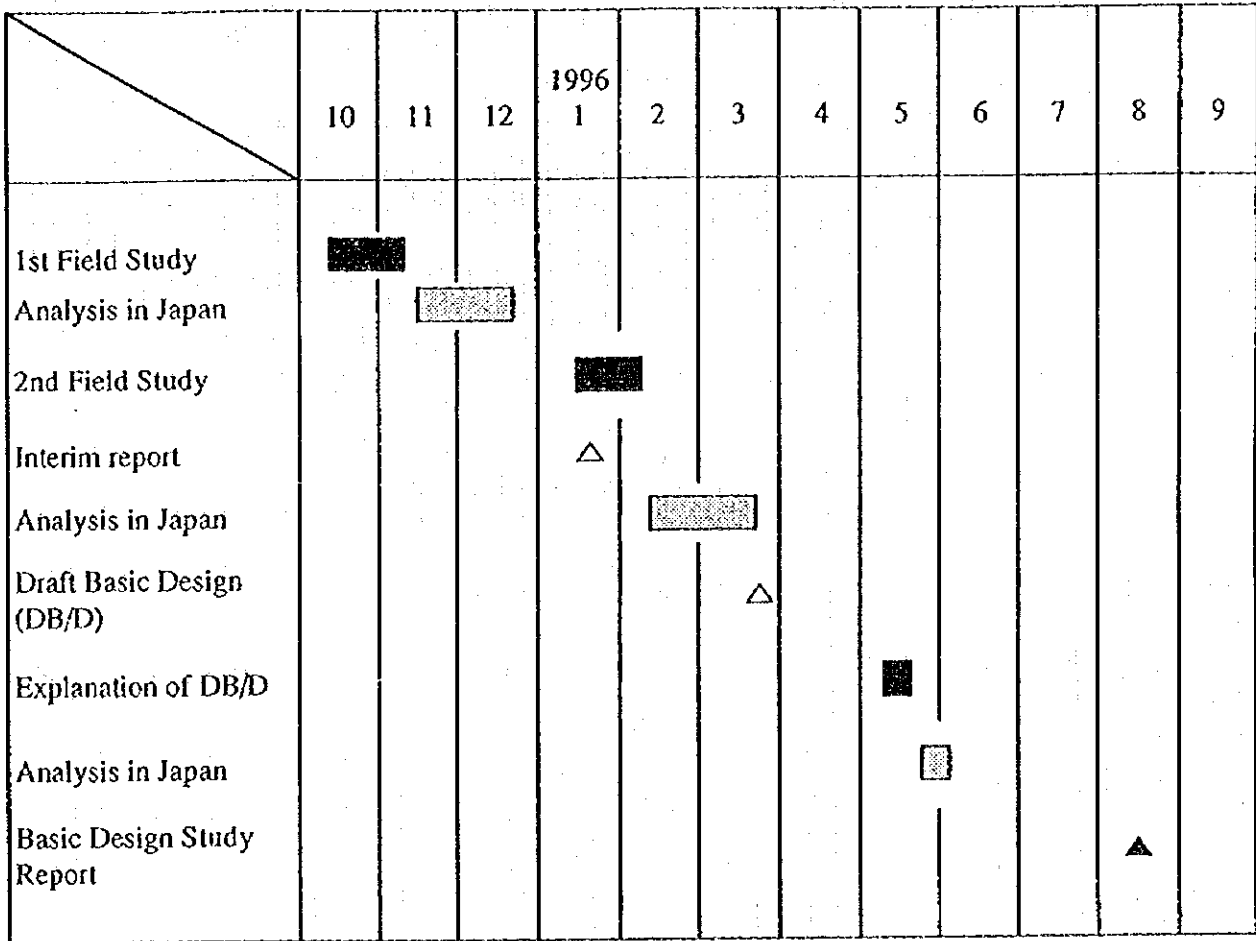 1996
10 11 12 1 2 3 4 5 6 7 8 9
1st Field Study
Analysis in Japan
2nd Field Study
Interim report
Analysis in Japan
Draft Basic Design
(DB/D)
Explanation of DB/D
Analysis in Japan
Basic Design Study
Report